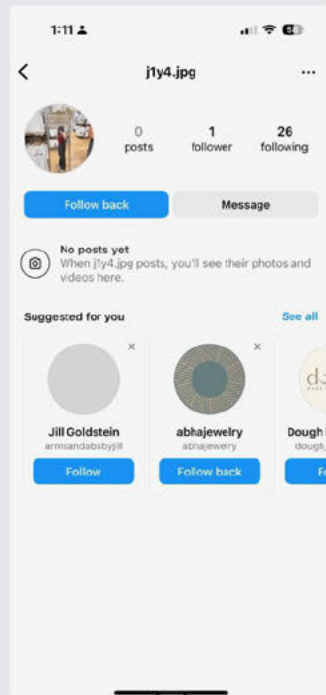 1:11
j1y4.jpg
0
posts
1
follower
26
following
Follow back
Message
No posts yet
When j1y4.jpg posts, you'll see their photos and
videos here.
Suggested for you
See all
Jill Goldstein
armsandabsbyjill
Follow
abhajewelry
abhajewelry
Follow back
Dough
dough